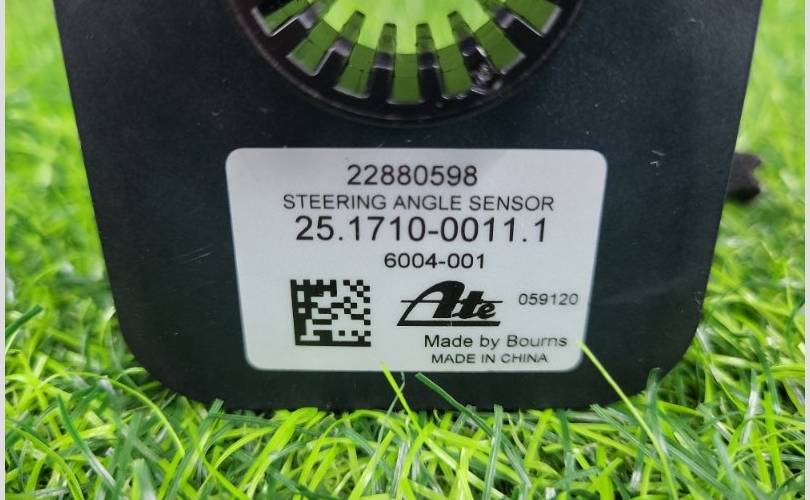 22880598
STEERING ANGLE SENSOR
25.1710-0011.1
6004-001
Ate 059120
Made by Bourns
MADE IN CHINA